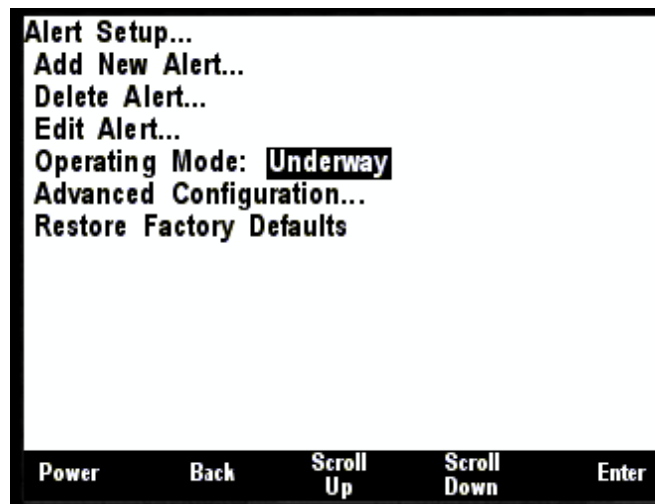 Alert Setup...
Add New Alert...
Delete Alert...
Edit Alert...
Operating Mode: Underway
Advanced Configuration...
Restore Factory Defaults
Power Back Scroll Up Scroll Down Enter